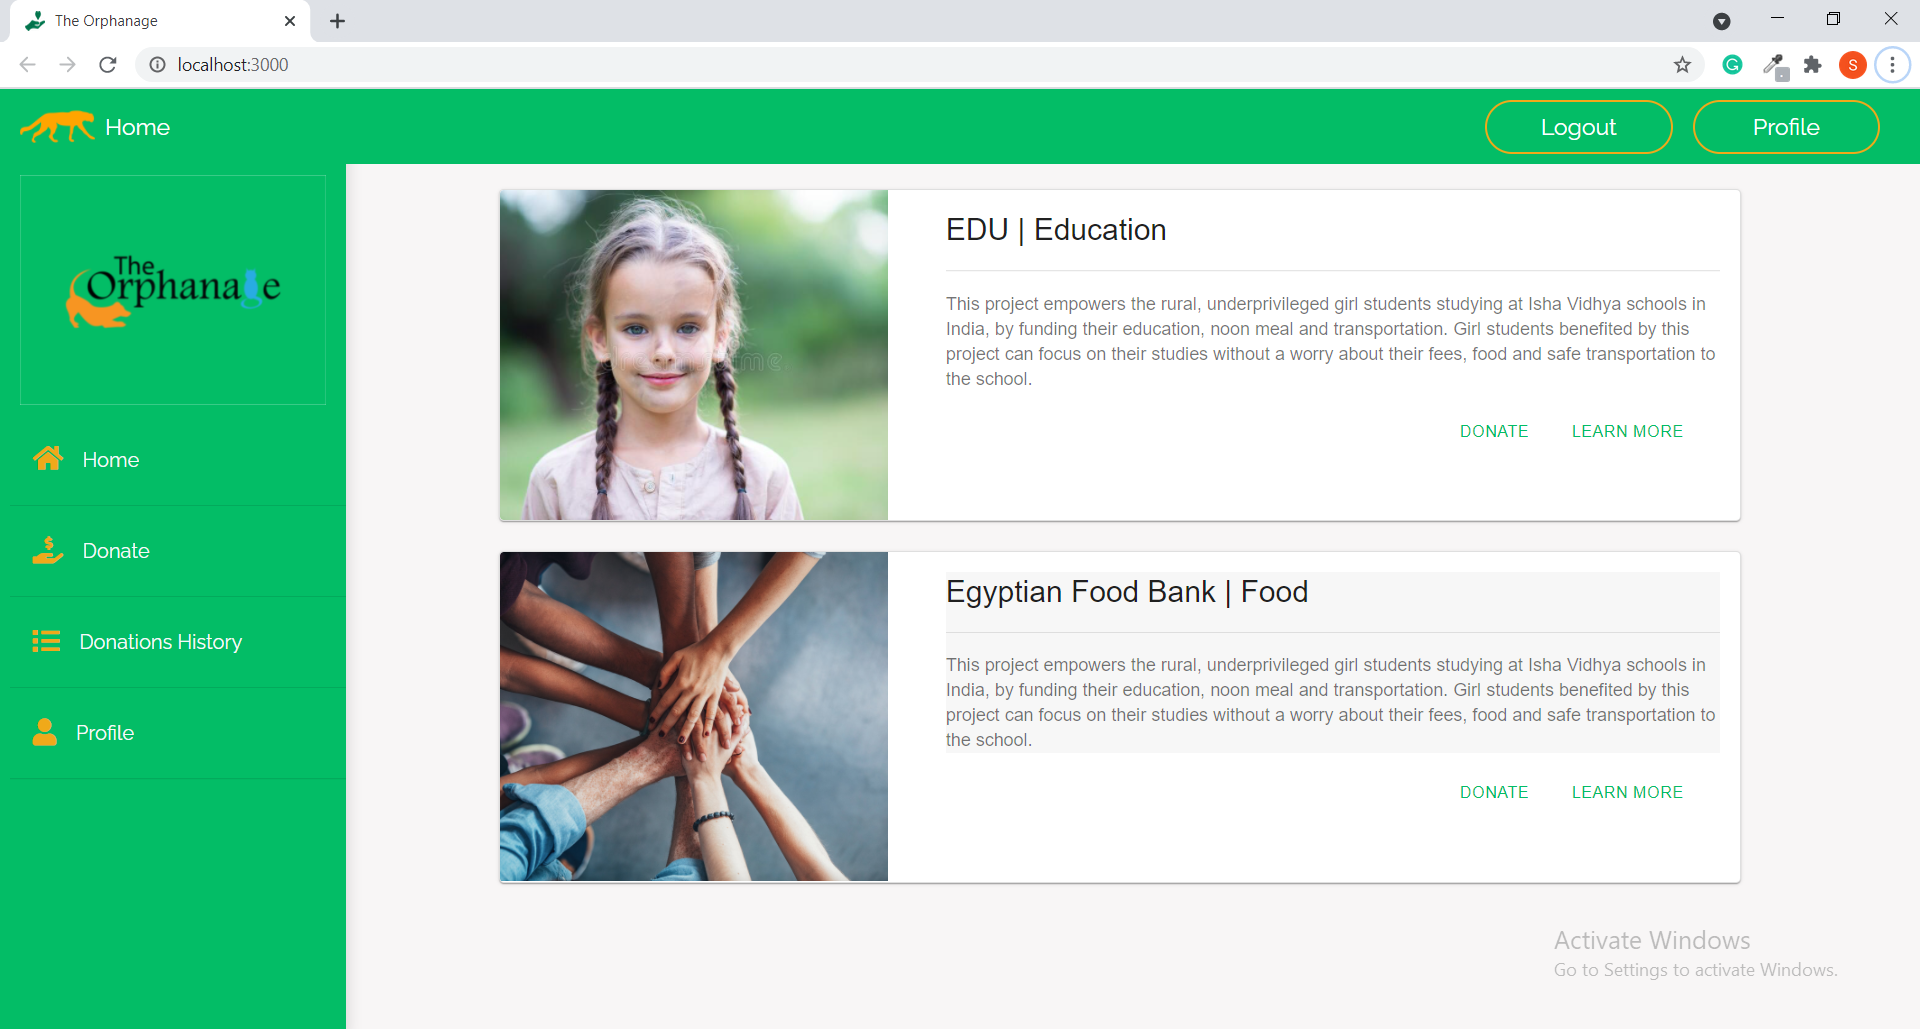 The Orphanage
localhost:3000
S
Home
Logout
Profile
The
Orphanage
Home
Donate
Donations History
Profile
EDU | Education
This project empowers the rural, underprivileged girl students studying at Isha Vidhya schools in
India, by funding their education, noon meal and transportation. Girl students benefited by this
project can focus on their studies without a worry about their fees, food and safe transportation to
the school.
DONATE
LEARN MORE
Egyptian Food Bank | Food
This project empowers the rural, underprivileged girl students studying at Isha Vidhya schools in
India, by funding their education, noon meal and transportation. Girl students benefited by this
project can focus on their studies without a worry about their fees, food and safe transportation to
the school.
DONATE
LEARN MORE
Activate Windows
Go to Settings to activate Windows.